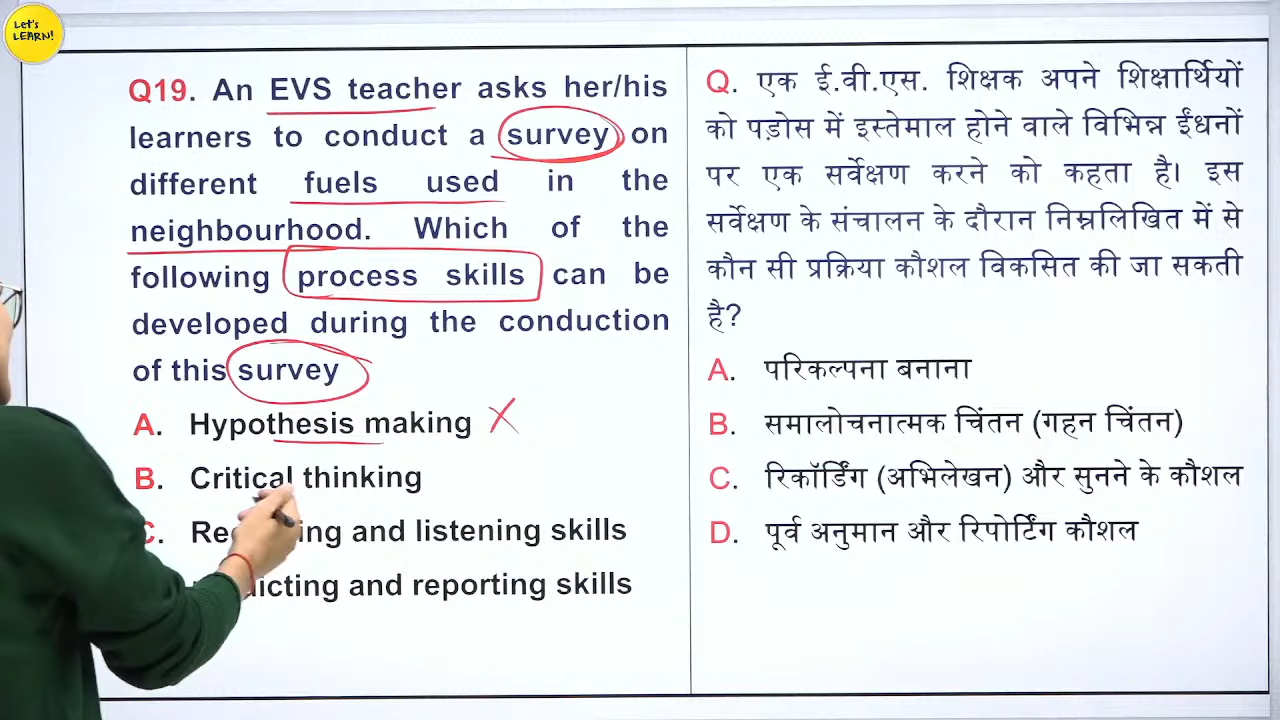 Let's
LEARN!
Q19. An EVS teacher asks her/his
learners to conduct a survey on
different fuels used in the
neighbourhood. Which of the
following process skills can be
developed during the conduction
of this survey
A. Hypothesis making X
B. Critical thinking
C. and listening skills
and reporting skills
Q. एक ई.वी.एस. शिक्षक अपने शिक्षार्थियों
को पड़ोस में इस्तेमाल होने वाले विभिन्न ईंधनों
पर एक सर्वेक्षण करने को कहता है। इस
सर्वेक्षण के संचालन के दौरान निम्नलिखित में से
कौन सी प्रक्रिया कौशल विकसित की जा सकती
है?
A. परिकल्पना बनाना
B. समालोचनात्मक चिंतन (गहन चिंतन)
C. रिकॉर्डिंग (अभिलेखन) और सुनने के कौशल
D. पूर्व अनुमान और रिपोर्टिंग कौशल